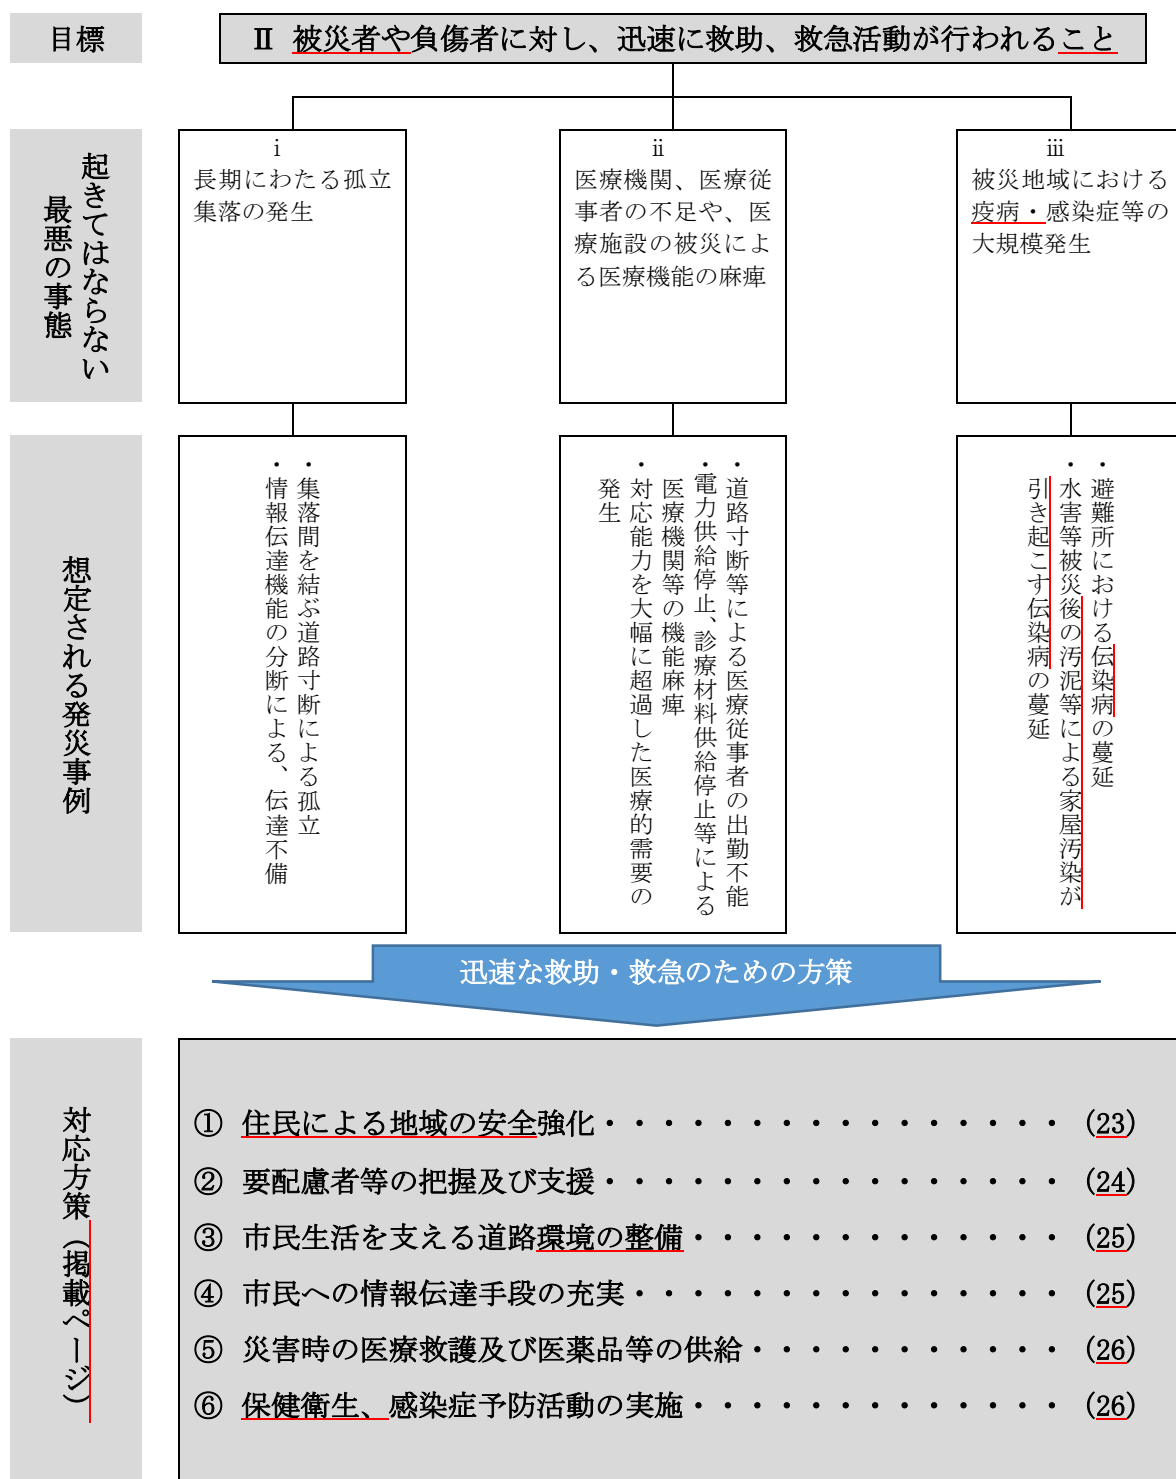 目標
Ⅱ 被災者や負傷者に対し、迅速に救助、救急活動が行われること
起きてはならない
最悪の事態
ⅰ
長期にわたる孤立
集落の発生
ⅱ
医療機関、医療従
事者の不足や、医
療施設の被災によ
る医療機能の麻痺
ⅲ
被災地域における
疫病・感染症等の
大規模発生
想定される発災事例
・集落間を結ぶ道路寸断による孤立
・情報伝達機能の分断による、伝達不備
・道路寸断等による医療従事者の出勤不能
・電力供給停止、診療材料供給停止等による
医療機関等の機能麻痺
・対応能力を大幅に超過した医療的需要の
発生
・避難所における伝染病の蔓延
・水害等被災後の汚泥等による家屋汚染が
引き起こす伝染病の蔓延
迅速な救助・救急のための方策
対応方策（掲載ページ）
① 住民による地域の安全強化・・・・・・・・・・・・・・・・（23）
② 要配慮者等の把握及び支援・・・・・・・・・・・・・・・・（24）
③ 市民生活を支える道路環境の整備・・・・・・・・・・・・・（25）
④ 市民への情報伝達手段の充実・・・・・・・・・・・・・・・（25）
⑤ 災害時の医療救護及び医薬品等の供給・・・・・・・・・・・（26）
⑥ 保健衛生、感染症予防活動の実施・・・・・・・・・・・・・（26）